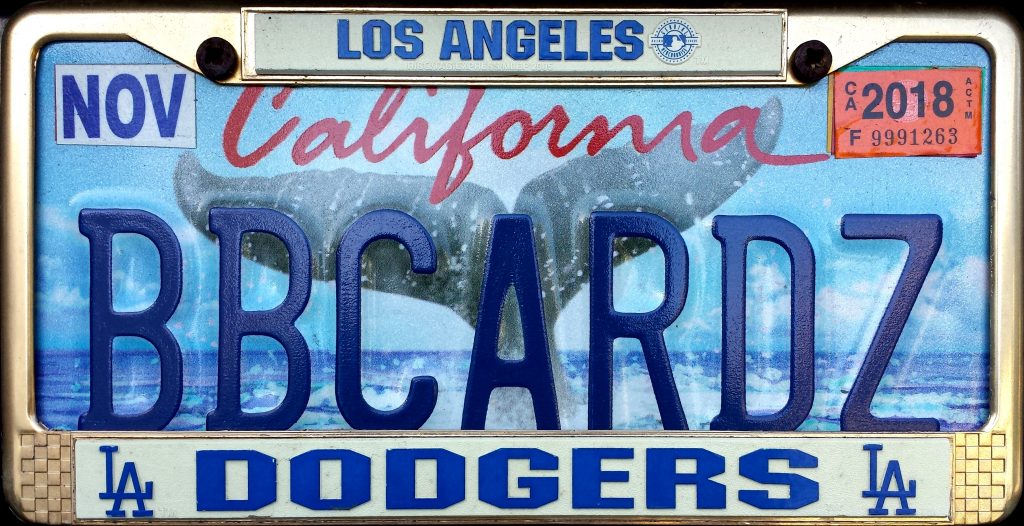 LOS ANGELES
NOV
California
CA 2018 ACTM
F 9991263
BBCARDZ
LA DODGERS LA